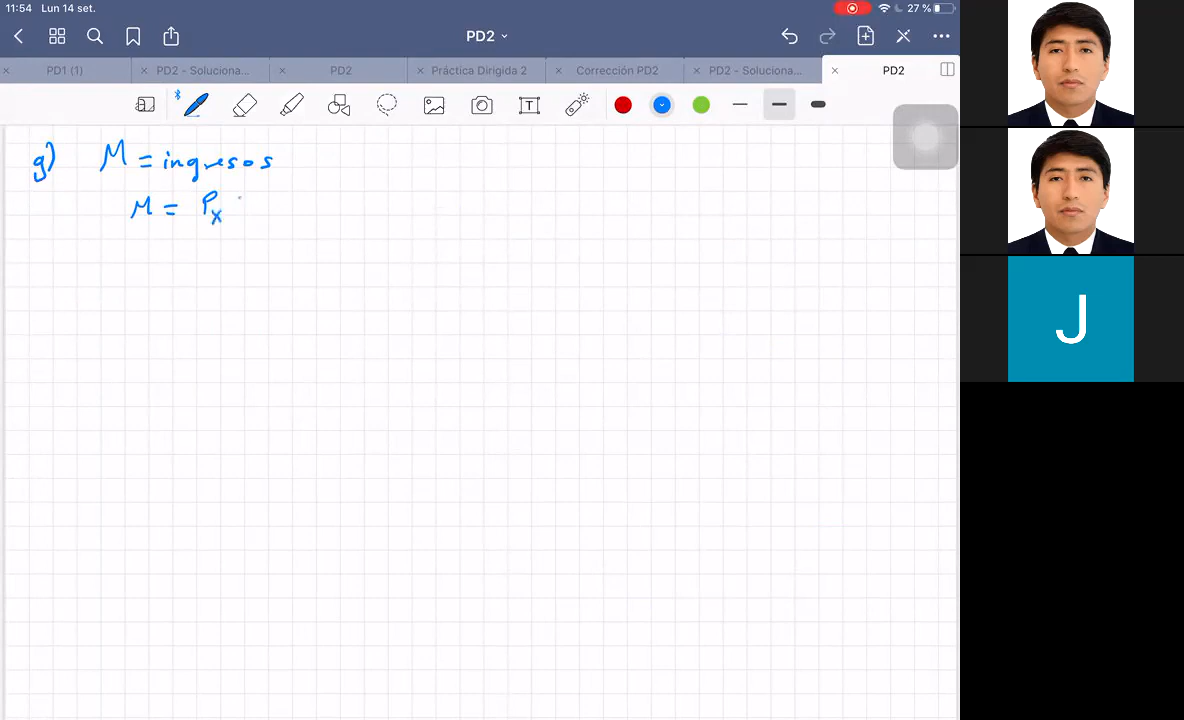 11:54 Lun 14 set. 27 %
PD2
PD1 (1) PD2 - Soluciona... PD2 Práctica Dirigida 2 Corrección PD2 PD2 - Soluciona... PD2
T
g) M = ingresos
M = Px
J